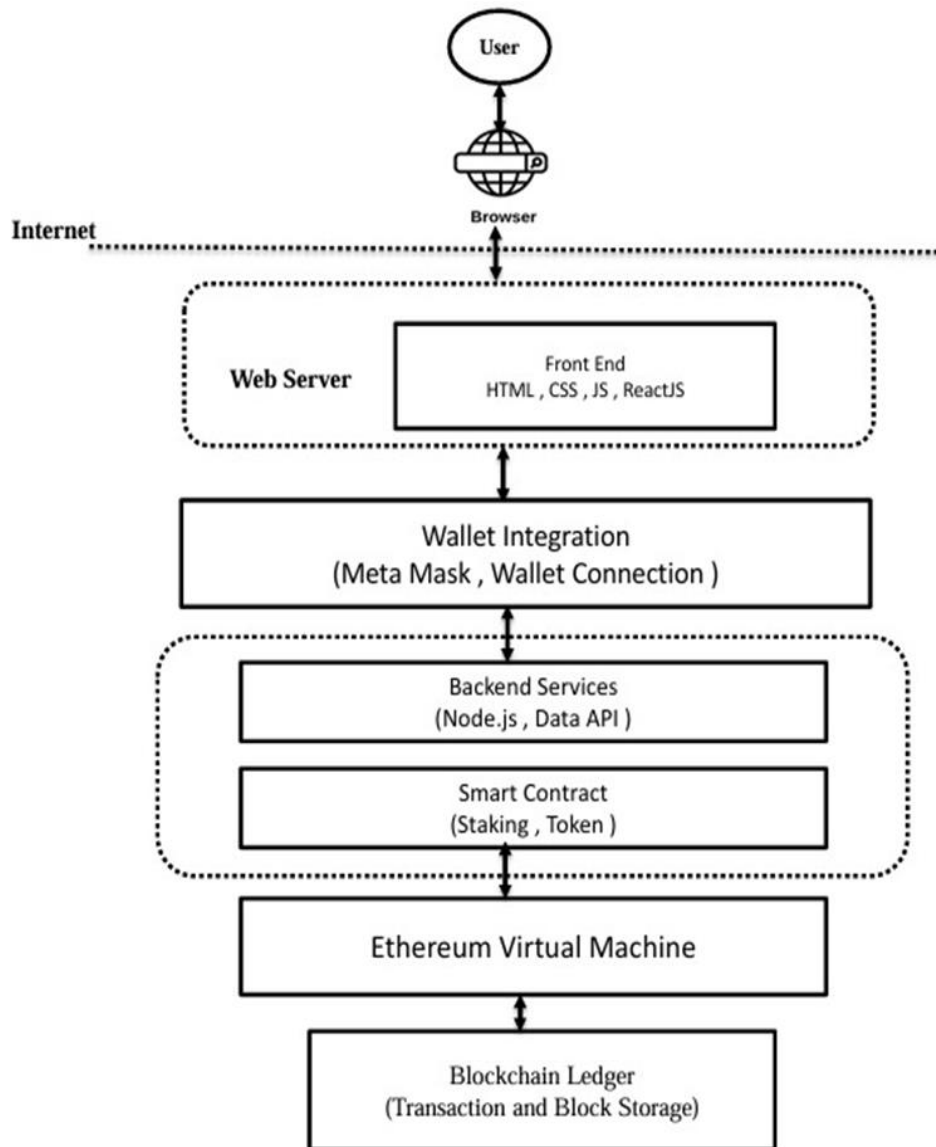 User
Browser
Internet
Web Server
Front End
HTML , CSS , JS , ReactJS
Wallet Integration
(Meta Mask , Wallet Connection )
Backend Services
(Node.js , Data API )
Smart Contract
(Staking , Token )
Ethereum Virtual Machine
Blockchain Ledger
(Transaction and Block Storage)